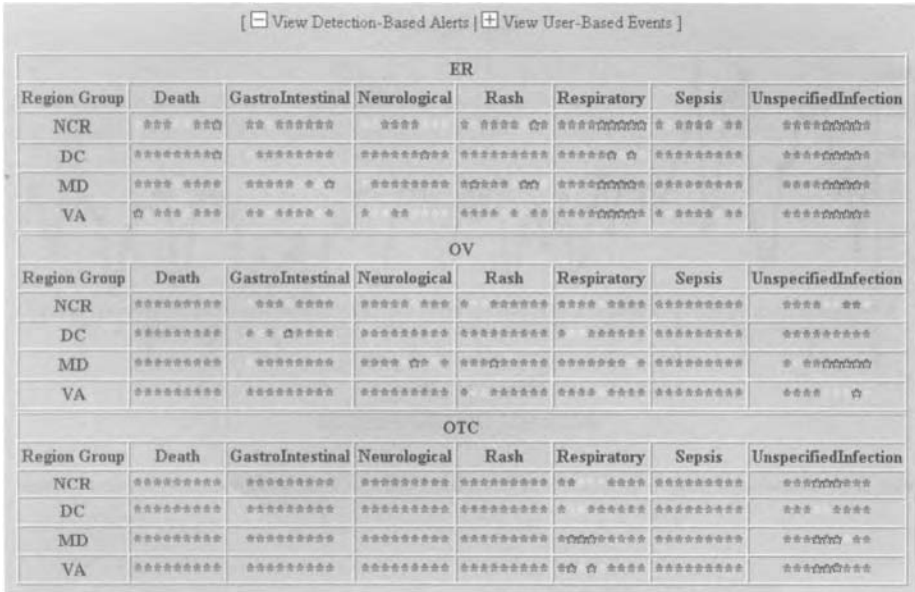 [ View Detection-Based Alerts | View User-Based Events ]
ER
Region Group Death GastroIntestinal Neurological Rash Respiratory Sepsis UnspecifiedInfection
NCR
DC
MD
VA
OV
Region Group Death GastroIntestinal Neurological Rash Respiratory Sepsis UnspecifiedInfection
NCR
DC
MD
VA
OTC
Region Group Death GastroIntestinal Neurological Rash Respiratory Sepsis UnspecifiedInfection
NCR
DC
MD
VA